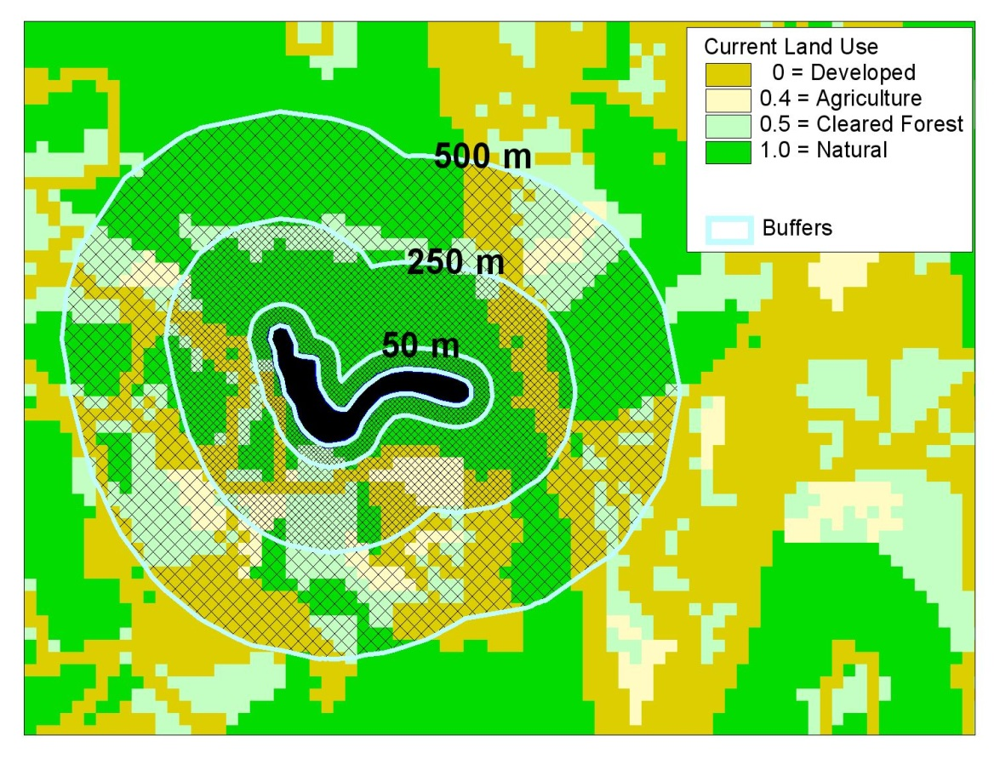 Current Land Use
0 = Developed
0.4 = Agriculture
0.5 = Cleared Forest
1.0 = Natural
Buffers
500 m
250 m
50 m